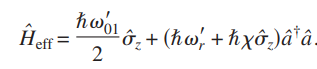 Ĥ_eff = ħω′_01 / 2 σ̂_z + (ħω′_r + ħχσ̂_z)â†â.